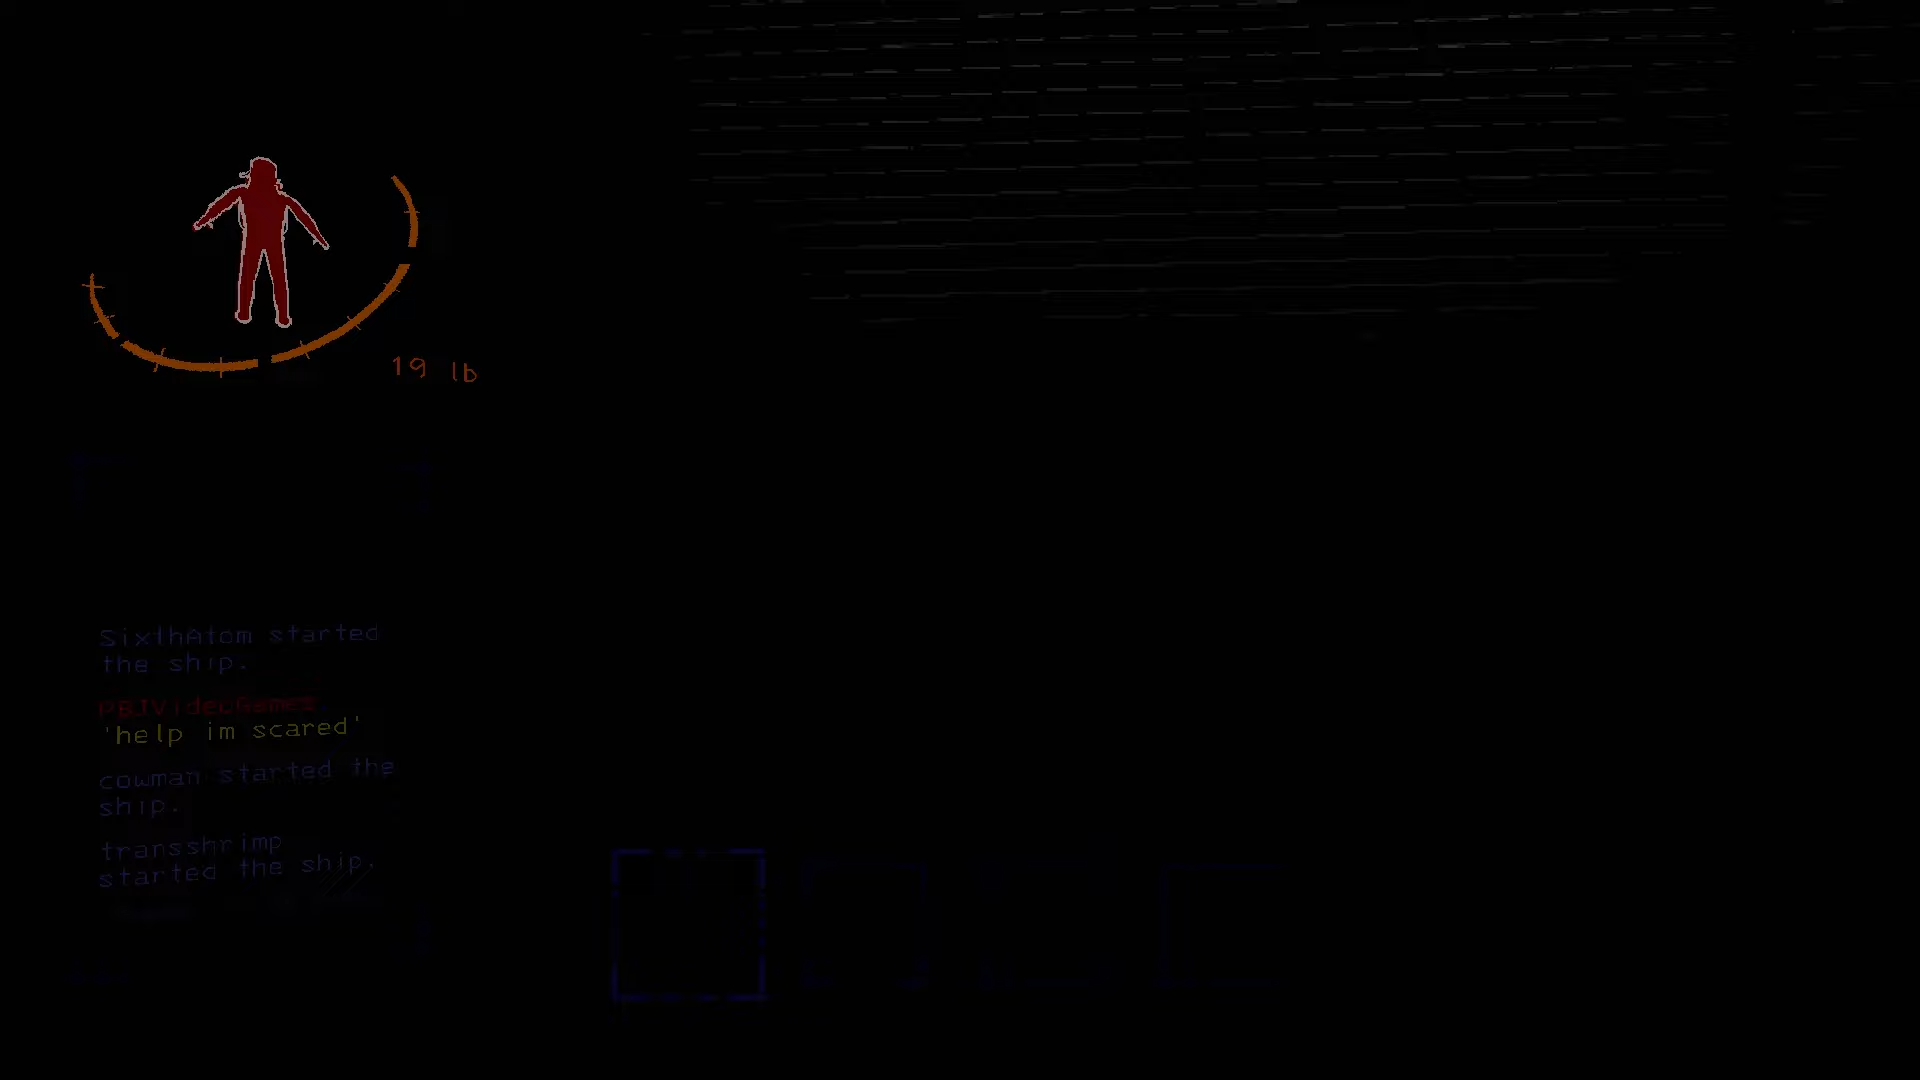 19 lb
SixthAtom started
the ship.
PBJVideoGames
'help im scared'
cowman started the
ship.
transshrimp
started the ship.